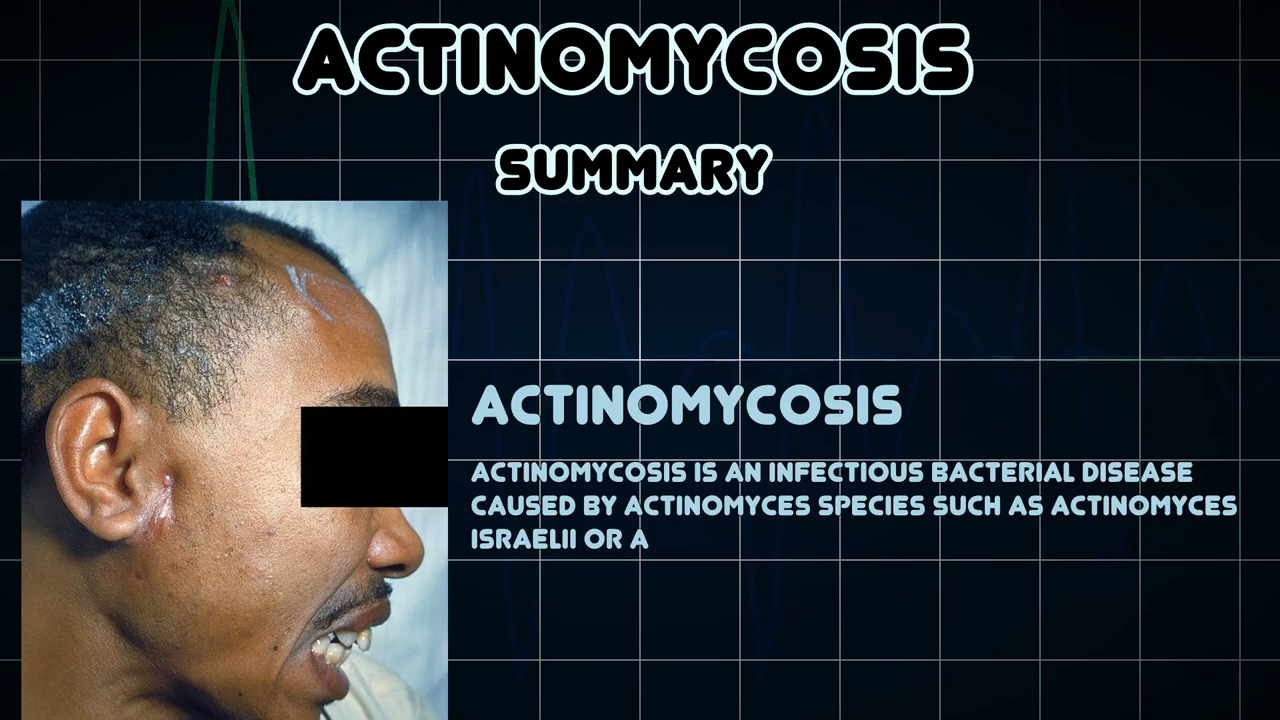 ACTINOMYCOSIS
SUMMARY
ACTINOMYCOSIS
ACTINOMYCOSIS IS AN INFECTIOUS BACTERIAL DISEASE
CAUSED BY ACTINOMYCES SPECIES SUCH AS ACTINOMYCES
ISRAELII OR A